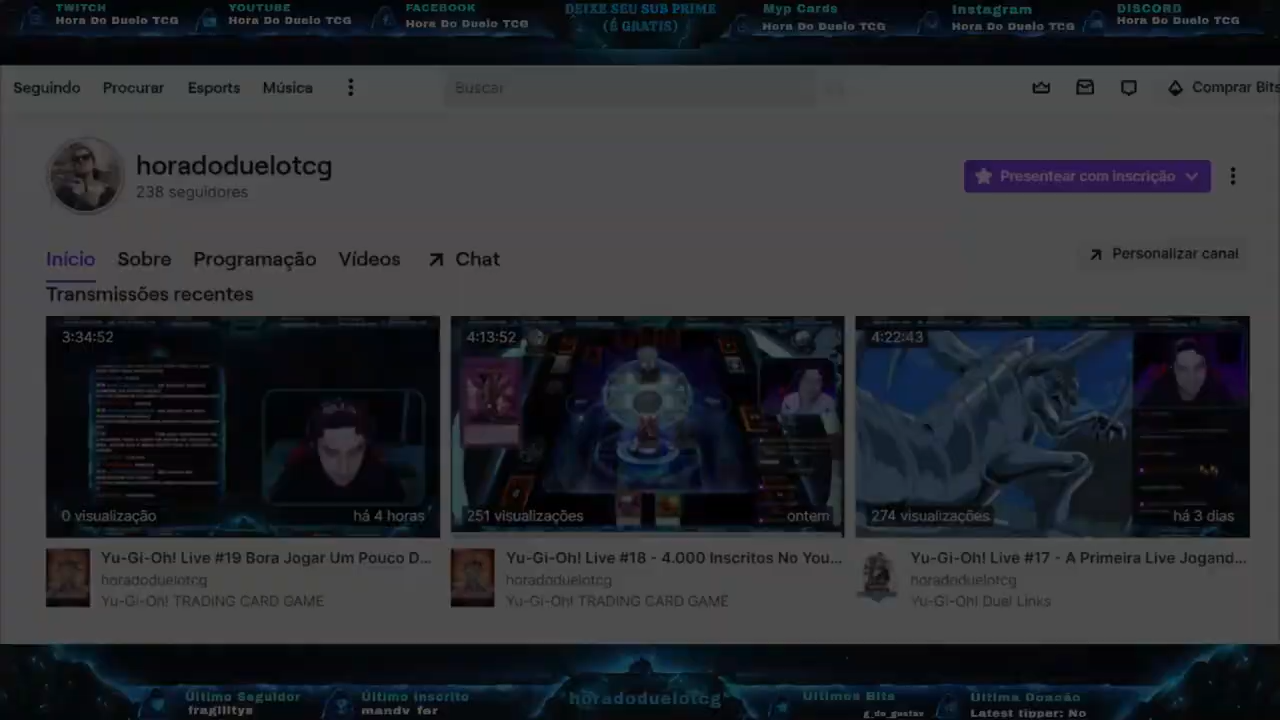 TWITCH
Hora Do Duelo TCG
YOUTUBE
Hora Do Duelo TCG
FACEBOOK
Hora Do Duelo TCG
DEIXE SEU SUB PRIME
(É GRATIS)
Myp Cards
Hora Do Duelo TCG
Instagram
Hora Do Duelo TCG
DISCORD
Hora Do Duelo TCG
Seguindo Procurar Esports Música Buscar Comprar Bits
horadoduelotcg
238 seguidores
Presentear com inscrição
Início Sobre Programação Vídeos Chat
Personalizar canal
Transmissões recentes
3:34:52
0 visualização há 4 horas
Yu-Gi-Oh! Live #19 Bora Jogar Um Pouco D...
horadoduelotcg
Yu-Gi-Oh! TRADING CARD GAME
4:13:52
251 visualizações ontem
Yu-Gi-Oh! Live #18 - 4.000 Inscritos No You...
horadoduelotcg
Yu-Gi-Oh! TRADING CARD GAME
4:22:43
274 visualizações há 3 dias
Yu-Gi-Oh! Live #17 - A Primeira Live Jogand...
horadoduelotcg
Yu-Gi-Oh! Duel Links
Último Seguidor
fragilitys
Último Inscrito
mandy_fer
horadoduelotcg
Últimos Bits
g_do_gustav
Última Doação
Latest tipper: No